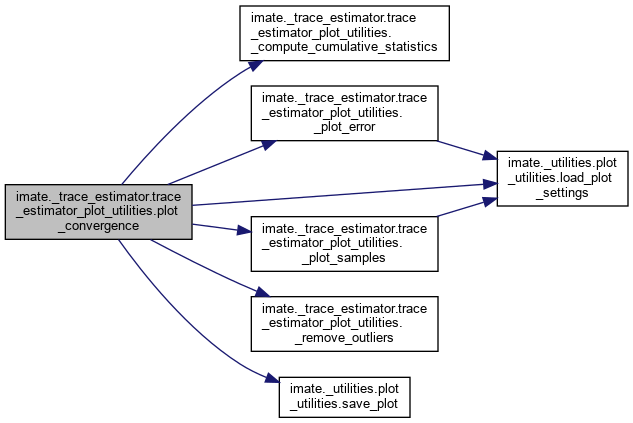 imate._trace_estimator.trace
_estimator_plot_utilities.
_compute_cumulative_statistics
imate._trace_estimator.trace
_estimator_plot_utilities.
_plot_error
imate._utilities.plot
_utilities.load_plot
_settings
imate._trace_estimator.trace
_estimator_plot_utilities.plot
_convergence
imate._trace_estimator.trace
_estimator_plot_utilities.
_plot_samples
imate._trace_estimator.trace
_estimator_plot_utilities.
_remove_outliers
imate._utilities.plot
_utilities.save_plot